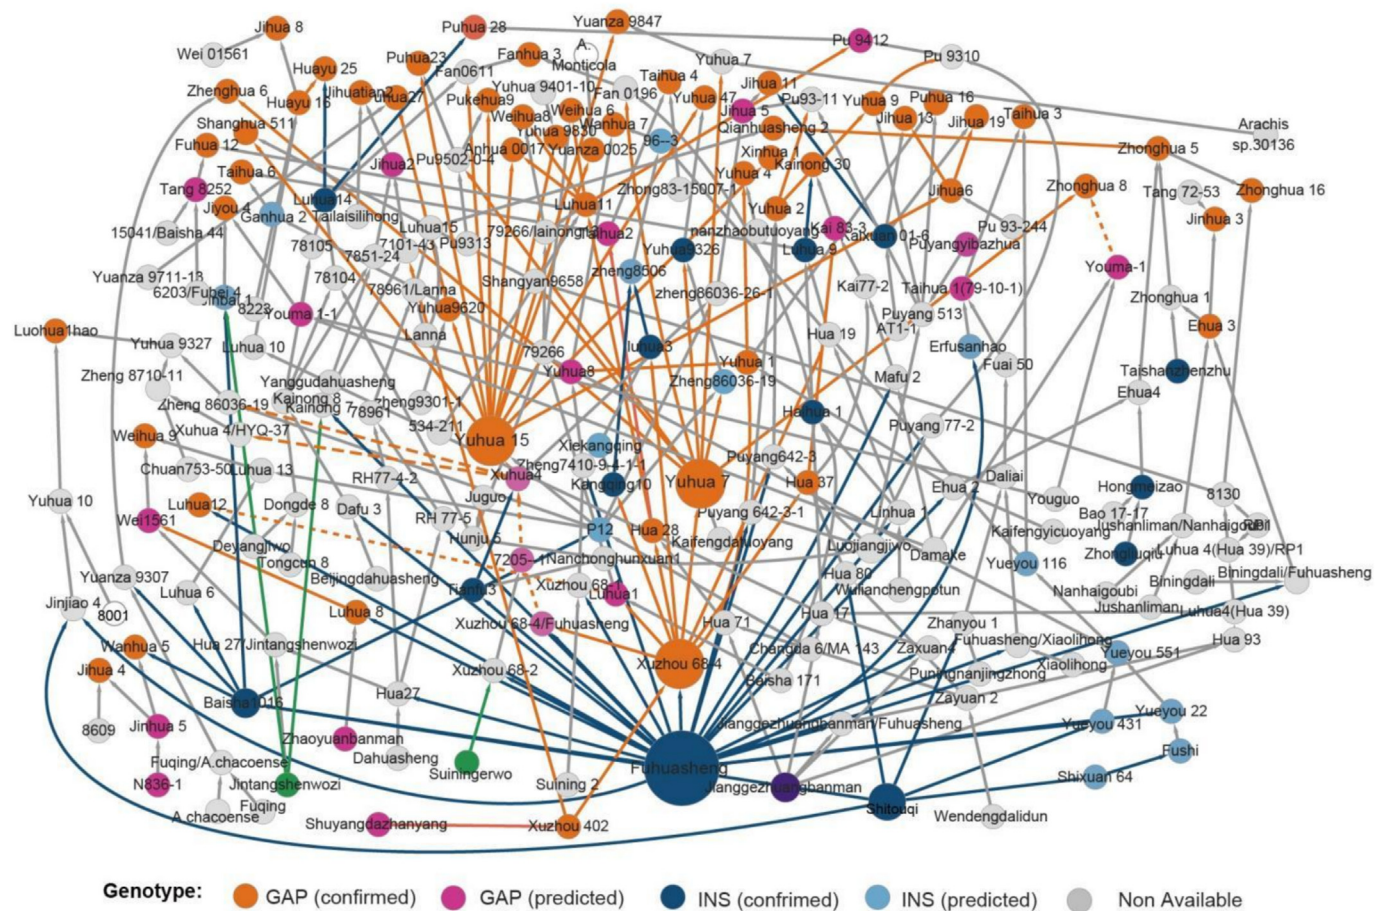 Jihua 8
Puhua 28
Yuanza 9847
Wei 01561
Pu 9412
Puhua23
Fanhua 3
A.
Monticola
Yuhua 7
Pu 9310
Huayu 25
Fan0611
Zhenghua 6
Jihuatian2
Yuhua 9401-10
Fan 0196
Taihua 4
Jihua 11
Pukehua9
Weihua 6
Yuhua 47
Pu93-11
Yuhua 9
Puhua 16
Shanghua 511
Weihua8
Yuhua 9830
Wanhua 7
Jihua 5
Qianhuasheng 2
Jihua 13
Jihua 19
Taihua 3
Arachis
sp.30136
Fuhua 12
Pu9502-0-4
Anhua 0017
Yuanza 0025
96--3
Xinhua 1
Kainong 30
Zhonghua 5
Taihua 6
Jihua2
Yuhua 4
Tang 8252
Luhua14
Zhong83-15007-1
Jihua6
Zhonghua 8
Tang 72-53
Zhonghua 16
Jiyou 4
Ganhua 2
Tailaisilihong
Luhua11
Yuhua 2
Jinhua 3
15041/Baisha 44
78105
Luhua15
Pu9313
nanzhaobutuoyang
Kai 83-3
Pu 93-244
7851-24
7101-43
Yuhua9326
Luhua 9
Puyangyibazhua
Yuanza 9711-13
78104
Shangyan9658
zheng8506
Youma-1
6203/Fubei 4
8223
78961/Lanna
zheng86036-26-1
Kai77-2
Taihua 1(79-10-1)
Zhonghua 1
Youma 1-1
Yuhua9620
Puyang 513
Luohua1hao
Yuhua 9327
Luhua 10
Lanna
79266
Hua 19
AT1-1
Erfusanhao
Ehua 3
Zheng 8710-11
Yuhua8
Yuhua 1
Fuai 50
Taishanzhenzhu
Yanggudahuasheng
Zheng86036-19
Mafu 2
Ehua4
Zheng 86036-19
Kainong 8
Kainong 7
78961
zheng9301-1
Haihua 1
Weihua 9
Xuhua 4/HYQ-37
534-211
Yuhua 15
Xiekangqing
Puyang 77-2
Chuan753-50
Luhua 13
RH77-4-2
Xuhua4
Zheng7410-9-4-1-1
Puyang642-3
Daliai
Yuhua 10
Luhua12
Dongde 8
Dafu 3
Juguo
Kangqing10
Yuhua 7
Hua 37
Ehua 2
Youguo
Hongmeizao
8130
Wei1561
RH 77-5
P12
Hua 28
Puyang 642-3-1
Linhua 1
Bao 17-17
Deyangjiwo
Hunju 5
Kaifengdatuoyang
Kaifengyicuoyang
Jushanliman/Nanhaigoubi
Tongcun 8
7205--1
Nanchonghunxuan1
Luojiangjiwo
Damake
Zhongliuqiu
Luhua 4(Hua 39)/RP1
Yuanza 9307
Beijingdahuasheng
Xuzhou 68-1
Hua 80
Yueyou 116
Biningdali
Biningdali/Fuhuasheng
Luhua 6
Tianfu3
Luhua1
Wulianchengpotun
Nanhaigoubi
Jinjiao 4
8001
Luhua 8
Xuzhou 68-4/Fuhuasheng
Hua 71
Hua 17
Zhanyou 1
Jushanliman
Luhua4(Hua 39)
Wanhua 5
Hua 27/Jintangshenwozi
Changda 6/MA 143
Zaxuan4
Fuhuasheng/Xiaolihong
Hua 93
Jihua 4
Xuzhou 68-2
Xuzhou 68-4
Baisha 171
Puningnanjingzhong
Xiaolihong
Yueyou 551
Baisha1016
Hua27
Zayuan 2
8609
Jinhua 5
Zhaoyuanbanman
Jianggezhuangbanman/Fuhuasheng
Yueyou 431
Yueyou 22
Fuqing/A.chacoense
Dahuasheng
Suiningerwo
Fuhuasheng
Fushi
N836-1
Jintangshenwozi
Suining 2
Jianggezhuangbanman
Shixuan 64
A.chacoense
Fuqing
Shitouqi
Wendengdalidun
Shuyangdazhanyang
Xuzhou 402
Genotype:
GAP (confirmed)
GAP (predicted)
INS (confrimed)
INS (predicted)
Non Available